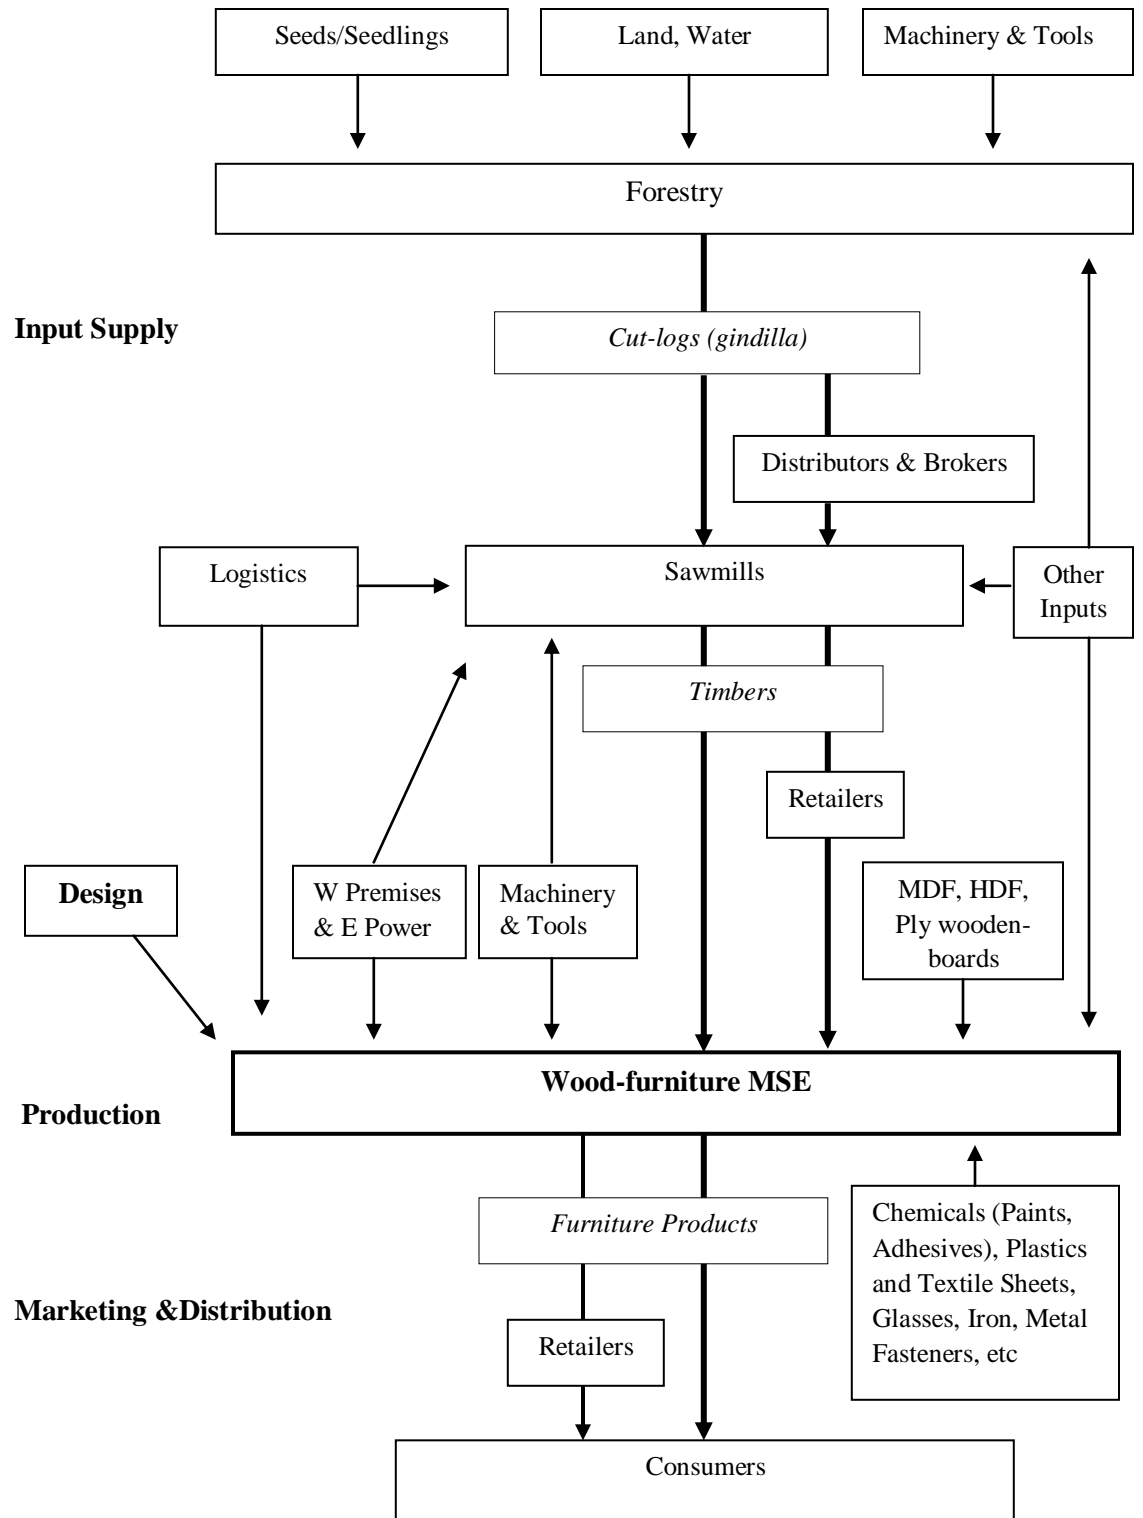 Seeds/Seedlings
Land, Water
Machinery & Tools
Forestry
Input Supply
Cut-logs (gindilla)
Distributors & Brokers
Logistics
Sawmills
Other
Inputs
Timbers
Retailers
Design
W Premises
& E Power
Machinery
& Tools
MDF, HDF,
Ply wooden-
boards
Wood-furniture MSE
Production
Furniture Products
Chemicals (Paints,
Adhesives), Plastics
and Textile Sheets,
Glasses, Iron, Metal
Fasteners, etc
Marketing &Distribution
Retailers
Consumers